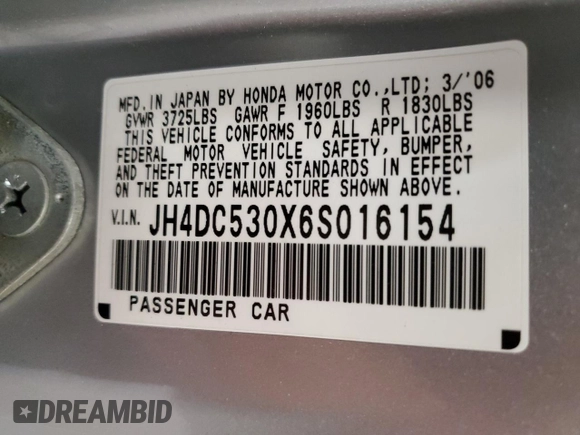 MFD. IN JAPAN BY HONDA MOTOR CO.,LTD; 3/'06
GVWR 3725LBS GAWR F 1960LBS R 1830LBS
THIS VEHICLE CONFORMS TO ALL APPLICABLE
FEDERAL MOTOR VEHICLE SAFETY, BUMPER,
AND THEFT PREVENTION STANDARDS IN EFFECT
ON THE DATE OF MANUFACTURE SHOWN ABOVE.
V.I.N. JH4DC530X6S016154
PASSENGER CAR
DREAMBID